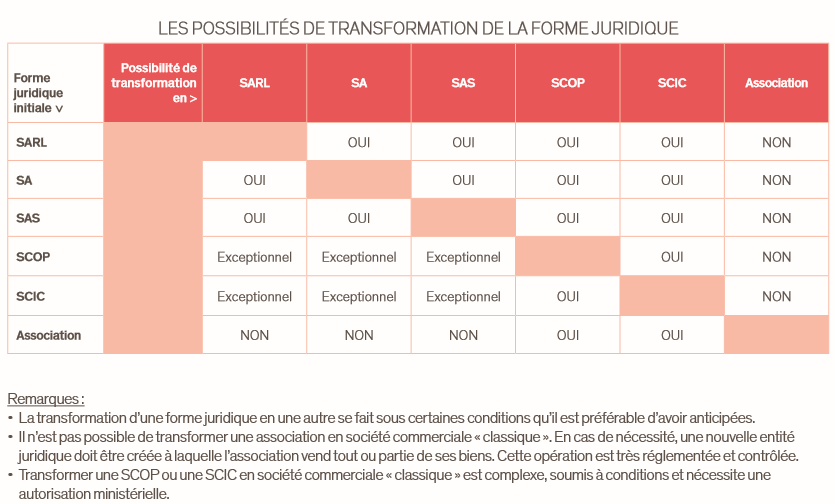 LES POSSIBILITÉS DE TRANSFORMATION DE LA FORME JURIDIQUE
Forme juridique initiale v Possibilité de transformation en > SARL SA SAS SCOP SCIC Association
SARL OUI OUI OUI OUI NON
SA OUI OUI OUI OUI NON
SAS OUI OUI OUI OUI NON
SCOP Exceptionnel Exceptionnel Exceptionnel OUI NON
SCIC Exceptionnel Exceptionnel Exceptionnel OUI NON
Association NON NON NON OUI OUI
Remarques :
• La transformation d'une forme juridique en une autre se fait sous certaines conditions qu'il est préférable d'avoir anticipées.
• Il n'est pas possible de transformer une association en société commerciale « classique ». En cas de nécessité, une nouvelle entité
juridique doit être créée à laquelle l'association vend tout ou partie de ses biens. Cette opération est très réglementée et contrôlée.
• Transformer une SCOP ou une SCIC en société commerciale « classique » est complexe, soumis à conditions et nécessite une
autorisation ministérielle.